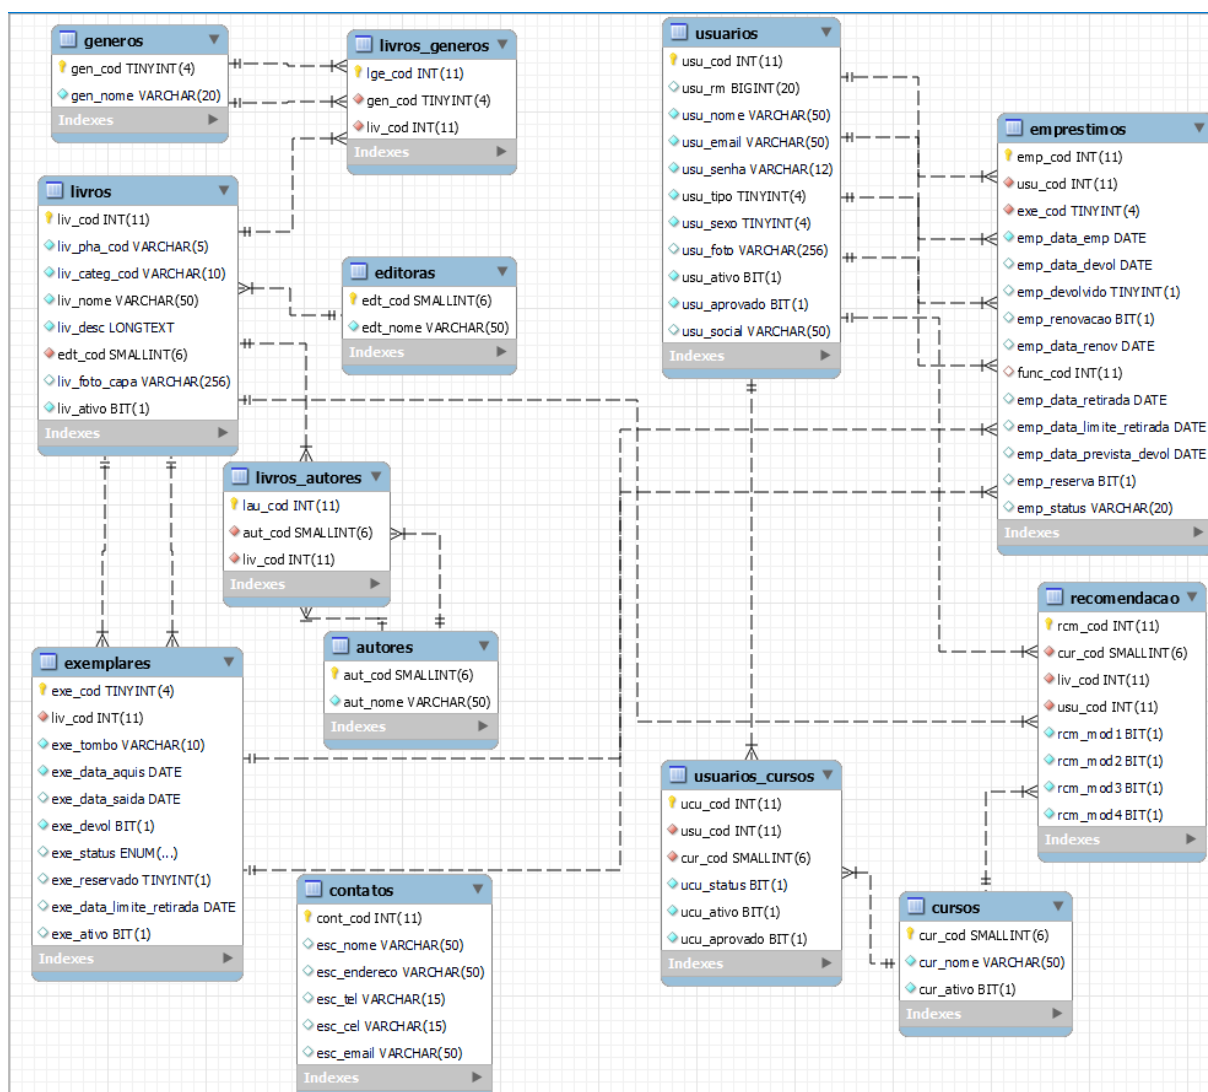 generos
gen_cod TINYINT(4)
gen_nome VARCHAR(20)
Indexes
livros_generos
lge_cod INT(11)
gen_cod TINYINT(4)
liv_cod INT(11)
Indexes
livros
liv_cod INT(11)
liv_pha_cod VARCHAR(5)
liv_categ_cod VARCHAR(10)
liv_nome VARCHAR(50)
liv_desc LONGTEXT
edt_cod SMALLINT(6)
liv_foto_capa VARCHAR(256)
liv_ativo BIT(1)
Indexes
editoras
edt_cod SMALLINT(6)
edt_nome VARCHAR(50)
Indexes
livros_autores
lau_cod INT(11)
aut_cod SMALLINT(6)
liv_cod INT(11)
Indexes
autores
aut_cod SMALLINT(6)
aut_nome VARCHAR(50)
Indexes
exemplares
exe_cod TINYINT(4)
liv_cod INT(11)
exe_tombo VARCHAR(10)
exe_data_aquis DATE
exe_data_saida DATE
exe_devol BIT(1)
exe_status ENUM(...)
exe_reservado TINYINT(1)
exe_data_limite_retirada DATE
exe_ativo BIT(1)
Indexes
contatos
cont_cod INT(11)
esc_nome VARCHAR(50)
esc_endereco VARCHAR(50)
esc_tel VARCHAR(15)
esc_cel VARCHAR(15)
esc_email VARCHAR(50)
Indexes
usuarios
usu_cod INT(11)
usu_rm BIGINT(20)
usu_nome VARCHAR(50)
usu_email VARCHAR(50)
usu_senha VARCHAR(12)
usu_tipo TINYINT(4)
usu_sexo TINYINT(4)
usu_foto VARCHAR(256)
usu_ativo BIT(1)
usu_aprovado BIT(1)
usu_social VARCHAR(50)
Indexes
emprestimos
emp_cod INT(11)
usu_cod INT(11)
exe_cod TINYINT(4)
emp_data_emp DATE
emp_data_devol DATE
emp_devolvido TINYINT(1)
emp_renovacao BIT(1)
emp_data_renov DATE
func_cod INT(11)
emp_data_retirada DATE
emp_data_limite_retirada DATE
emp_data_prevista_devol DATE
emp_reserva BIT(1)
emp_status VARCHAR(20)
Indexes
recomendacao
rcm_cod INT(11)
cur_cod SMALLINT(6)
liv_cod INT(11)
usu_cod INT(11)
rcm_mod1 BIT(1)
rcm_mod2 BIT(1)
rcm_mod3 BIT(1)
rcm_mod4 BIT(1)
Indexes
usuarios_cursos
ucu_cod INT(11)
usu_cod INT(11)
cur_cod SMALLINT(6)
ucu_status BIT(1)
ucu_ativo BIT(1)
ucu_aprovado BIT(1)
Indexes
cursos
cur_cod SMALLINT(6)
cur_nome VARCHAR(50)
cur_ativo BIT(1)
Indexes